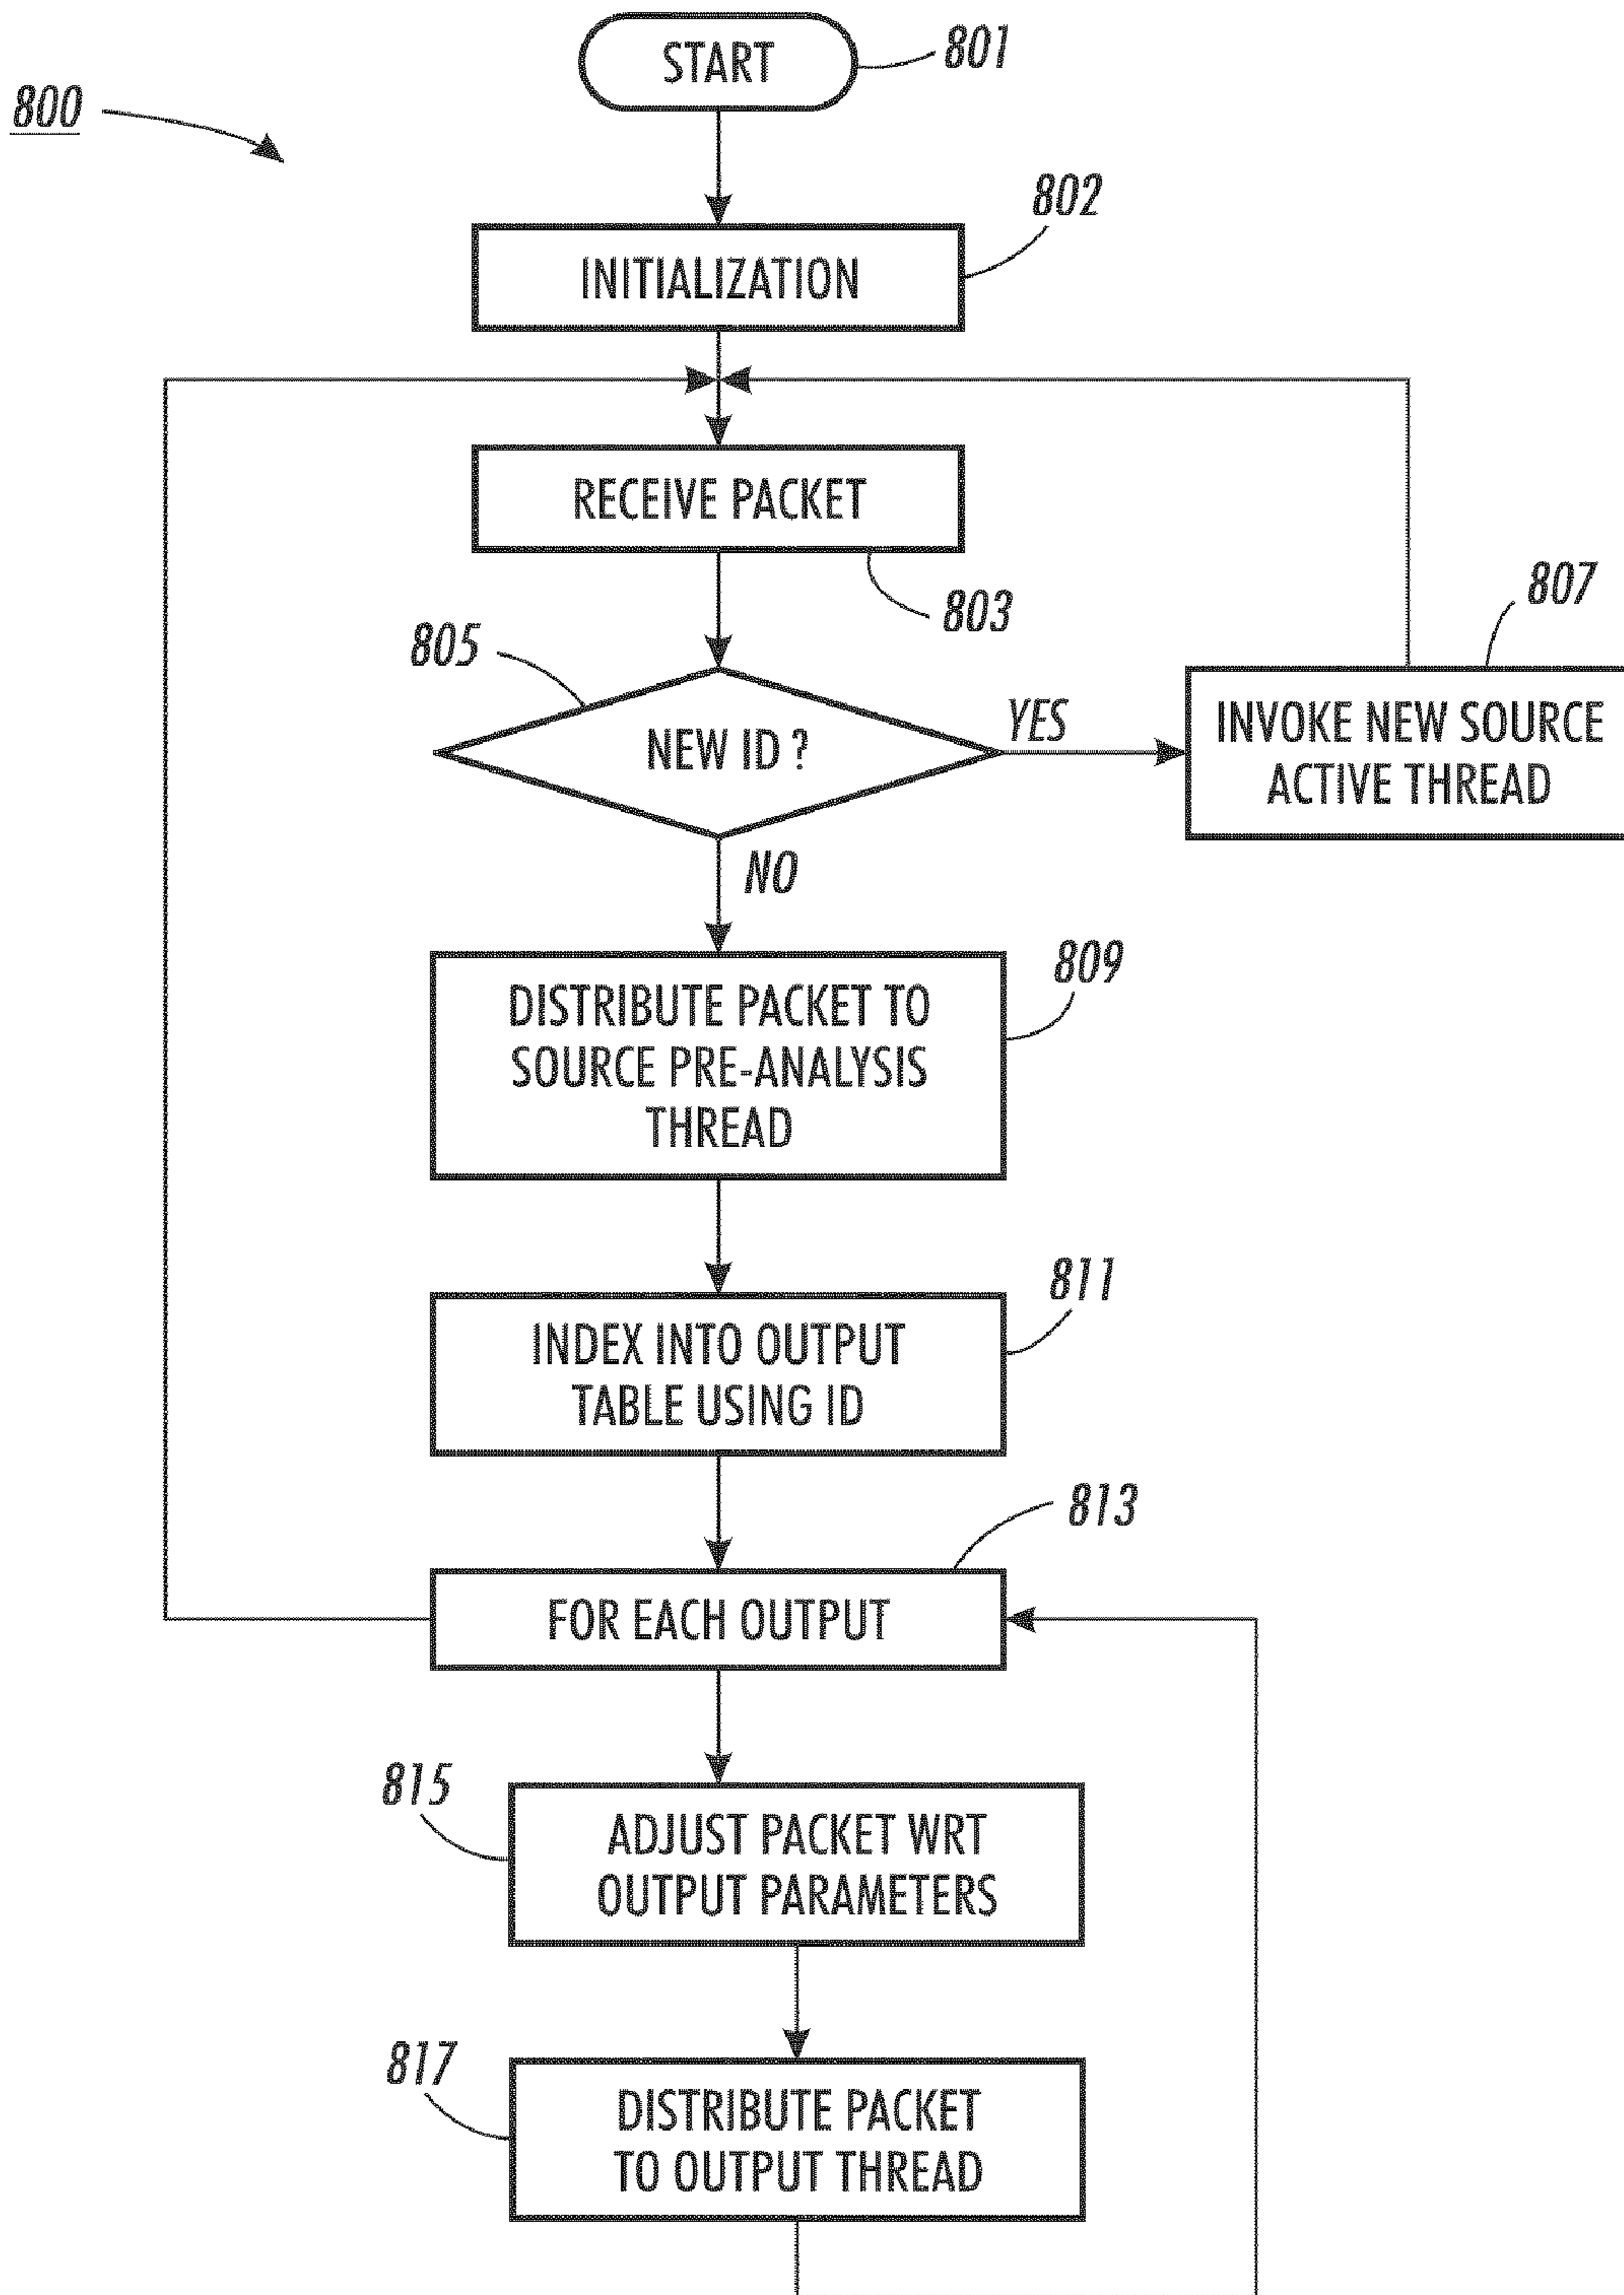 START
801
800
802
INITIALIZATION
RECEIVE PACKET
803
805
807
NEW ID ?
YES
INVOKE NEW SOURCE
ACTIVE THREAD
NO
809
DISTRIBUTE PACKET TO
SOURCE PRE-ANALYSIS
THREAD
811
INDEX INTO OUTPUT
TABLE USING ID
813
FOR EACH OUTPUT
815
ADJUST PACKET WRT
OUTPUT PARAMETERS
817
DISTRIBUTE PACKET
TO OUTPUT THREAD